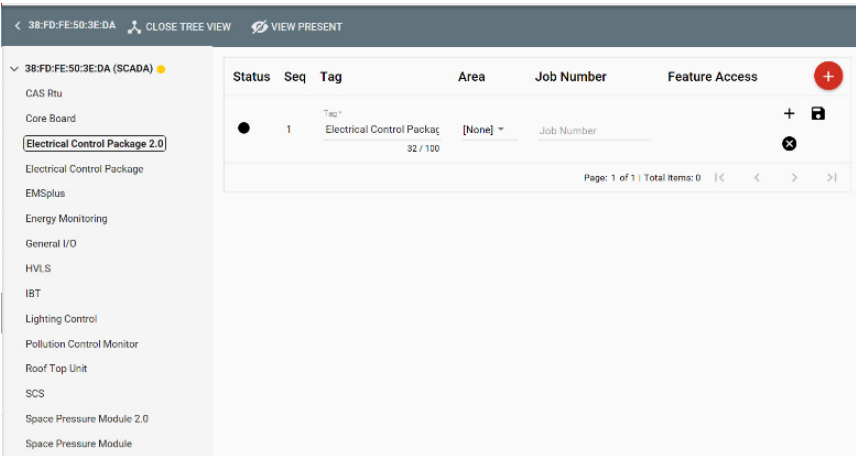 38:FD:FE:50:3E:DA CLOSE TREE VIEW VIEW PRESENT
38:FD:FE:50:3E:DA (SCADA)
CAS Rtu
Core Board
Electrical Control Package 2.0
Electrical Control Package
EMSplus
Energy Monitoring
General I/O
HVLS
IBT
Lighting Control
Pollution Control Monitor
Roof Top Unit
SCS
Space Pressure Module 2.0
Space Pressure Module
Status Seq Tag Area Job Number Feature Access
Tag*
1 Electrical Control Packag [None] Job Number
32 / 100
Page: 1 of 1 | Total Items: 0